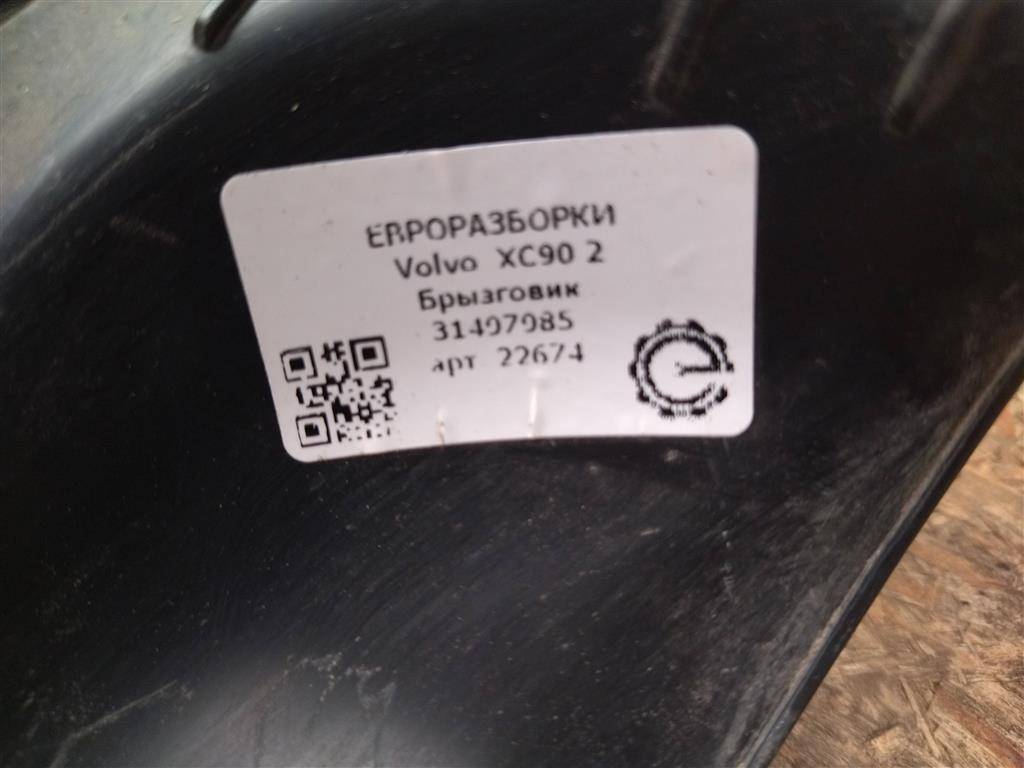 ЕВРОРАЗБОРКИ
Volvo XC90 2
Брызговик
31497985
арт 22674